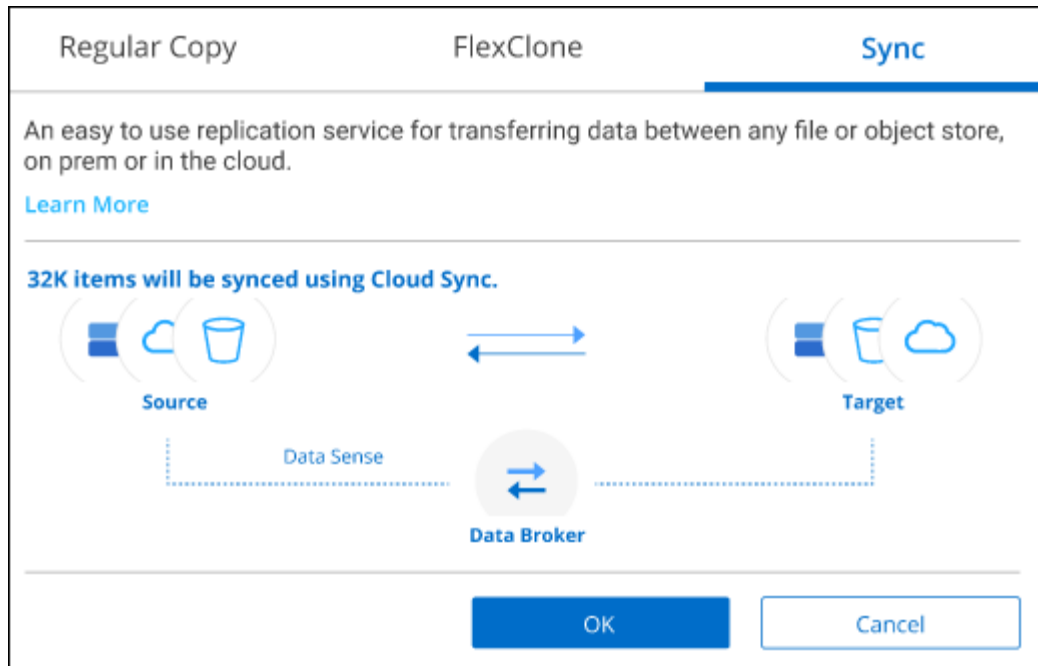 Regular Copy
FlexClone
Sync
An easy to use replication service for transferring data between any file or object store,
on prem or in the cloud.
Learn More
32K items will be synced using Cloud Sync.
Source
Target
Data Sense
Data Broker
OK
Cancel